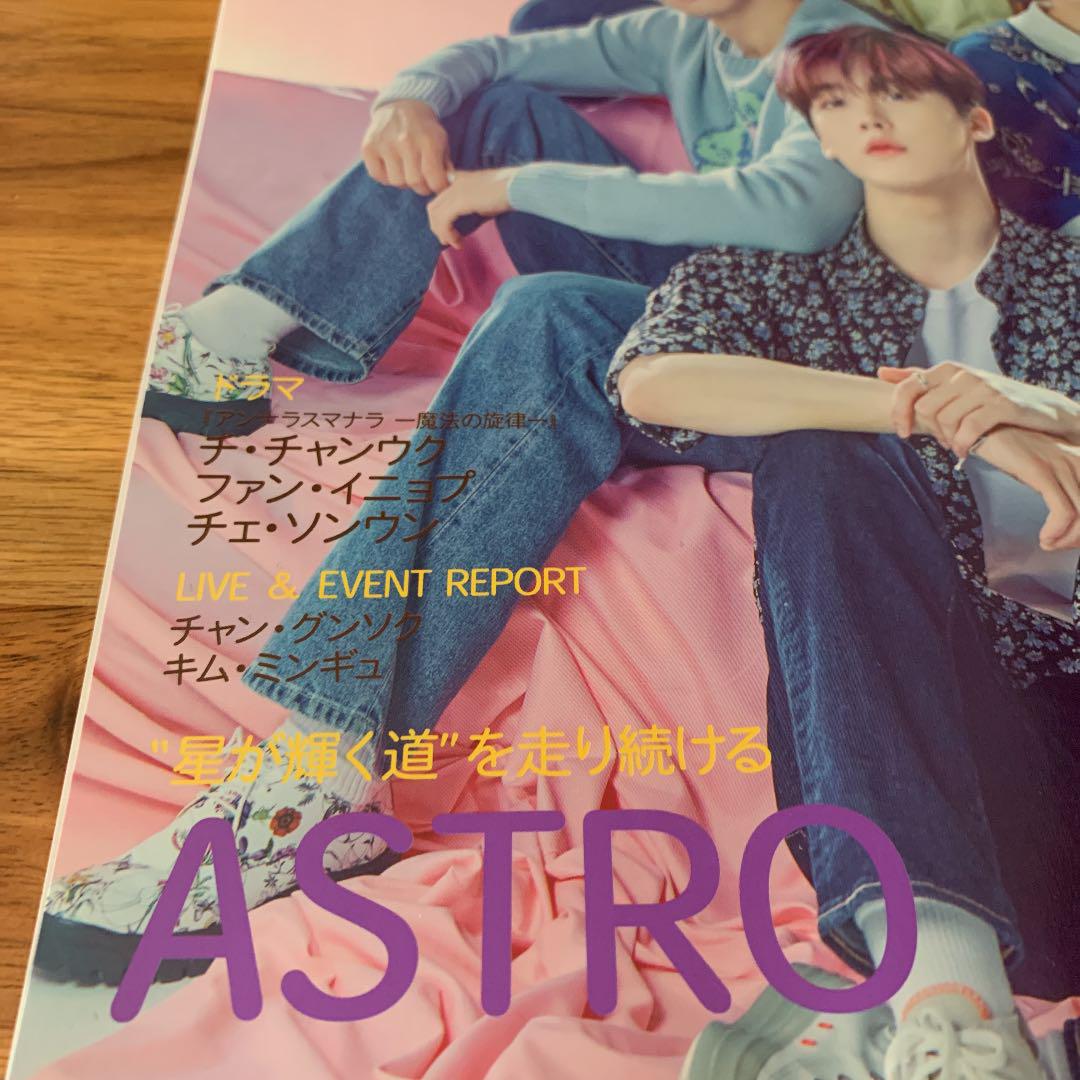 ドラマ
『アンナラスマナラ ー魔法の旋律ー』
チ・チャンウク
ファン・イニョプ
チェ・ソンウン
LIVE & EVENT REPORT
チャン・グンソク
キム・ミンギュ
"星が輝く道"を走り続ける
ASTRO